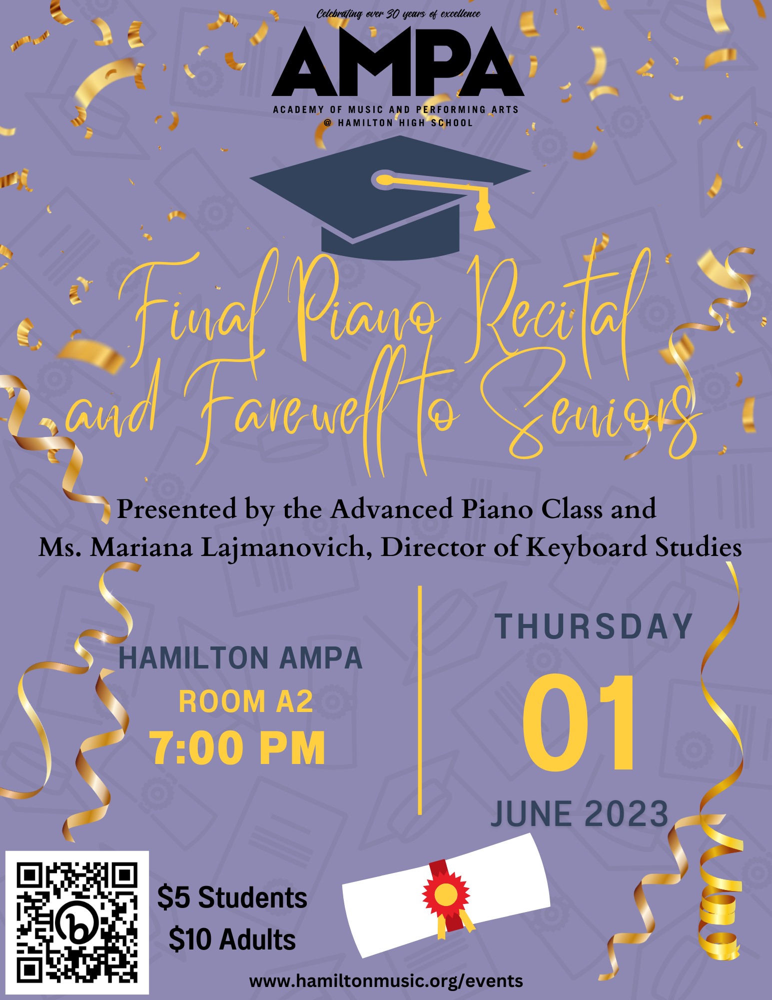 Celebrating over 30 years of excellence
AMPA
ACADEMY OF MUSIC AND PERFORMING ARTS
@ HAMILTON HIGH SCHOOL
Final Piano Recital
and Farewell to Seniors
Presented by the Advanced Piano Class and
Ms. Mariana Lajmanovich, Director of Keyboard Studies
HAMILTON AMPA
ROOM A2
7:00 PM
THURSDAY
01
JUNE 2023
b
$5 Students
$10 Adults
www.hamiltonmusic.org/events